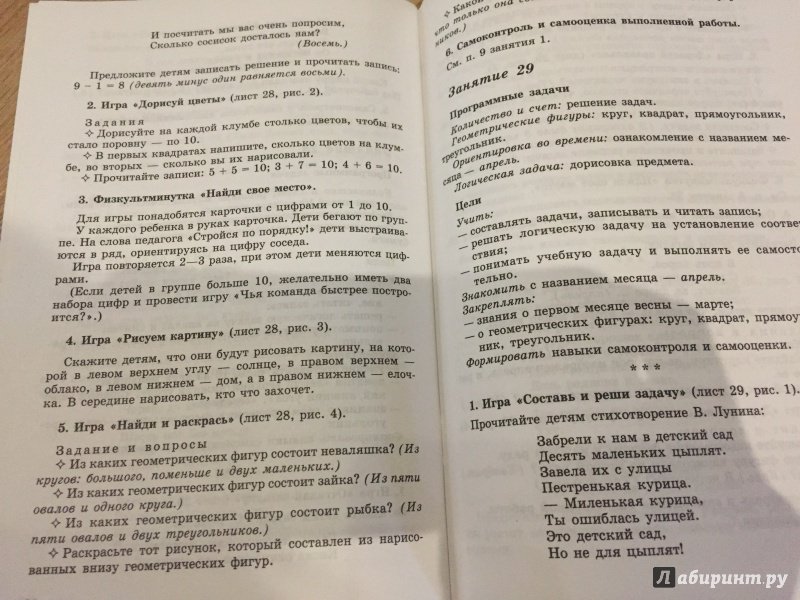 И посчитать мы вас очень попросим,
Сколько сосисок досталось нам?
(Восемь.)
Предложите детям записать решение и прочитать запись:
9 – 1 = 8 (девять минус один равняется восьми).
2. Игра «Дорисуй цветы» (лист 28, рис. 2).
Задания
✧ Дорисуйте на каждой клумбе столько цветов, чтобы их
стало поровну — по 10.
✧ В первых квадратах напишите, сколько цветов на клум-
бе, во вторых — сколько вы их нарисовали.
✧ Прочитайте записи: 5 + 5 = 10; 3 + 7 = 10; 4 + 6 = 10.
3. Физкультминутка «Найди свое место».
Для игры понадобятся карточки с цифрами от 1 до 10.
У каждого ребенка в руках карточка. Дети бегают по груп-
пе. На слова педагога «Стройся по порядку!» дети выстраива-
ются в ряд, ориентируясь на цифру соседа.
Игра повторяется 2—3 раза, при этом дети меняются циф-
рами.
(Если детей в группе больше 10, желательно иметь два
набора цифр и провести игру «Чья команда быстрее постро-
ится?».)
4. Игра «Рисуем картину» (лист 28, рис. 3).
Скажите детям, что они будут рисовать картину, на кото-
рой в левом верхнем углу — солнце, в правом верхнем —
облако, в левом нижнем — дом, а в правом нижнем — елоч-
ка. В середине нарисовать, кто что захочет.
5. Игра «Найди и раскрась» (лист 28, рис. 4).
Задание и вопросы
✧ Из каких геометрических фигур состоит неваляшка? (Из
кругов: большого, поменьше и двух маленьких.)
✧ Из каких геометрических фигур состоит зайка? (Из пяти
овалов и одного круга.)
✧ Из каких геометрических фигур состоит рыбка? (Из
пяти овалов и двух треугольников.)
✧ Раскрасьте тот рисунок, который составлен из нарисо-
ванных внизу геометрических фигур.
что только она со
ников.)
6. Самоконтроль и самооценка выполненной работы.
См. п. 9 занятия 1.
Занятие 29
Программные задачи
Количество и счет: решение задач.
Геометрические фигуры: круг, квадрат, прямоугольник,
треугольник.
Ориентировка во времени: ознакомление с названием ме-
сяца — апрель.
Логическая задача: дорисовка предмета.
Цели
Учить:
— составлять задачи, записывать и читать запись;
— решать логическую задачу на установление соответ
ствия;
— понимать учебную задачу и выполнять ее самосто
тельно.
Знакомить с названием месяца — апрель.
Закреплять:
— знания о первом месяце весны — марте;
— о геометрических фигурах: круг, квадрат, прямоу
ник, треугольник.
Формировать навыки самоконтроля и самооценки.
* * *
1. Игра «Составь и реши задачу» (лист 29, рис. 1).
Прочитайте детям стихотворение В. Лунина:
Забрели к нам в детский сад
Десять маленьких цыплят.
Завела их с улицы
Пестренькая курица.
— Миленькая курица,
Ты ошиблась улицей.
Это детский сад,
Но не для цыплят!
Лабиринт.ру